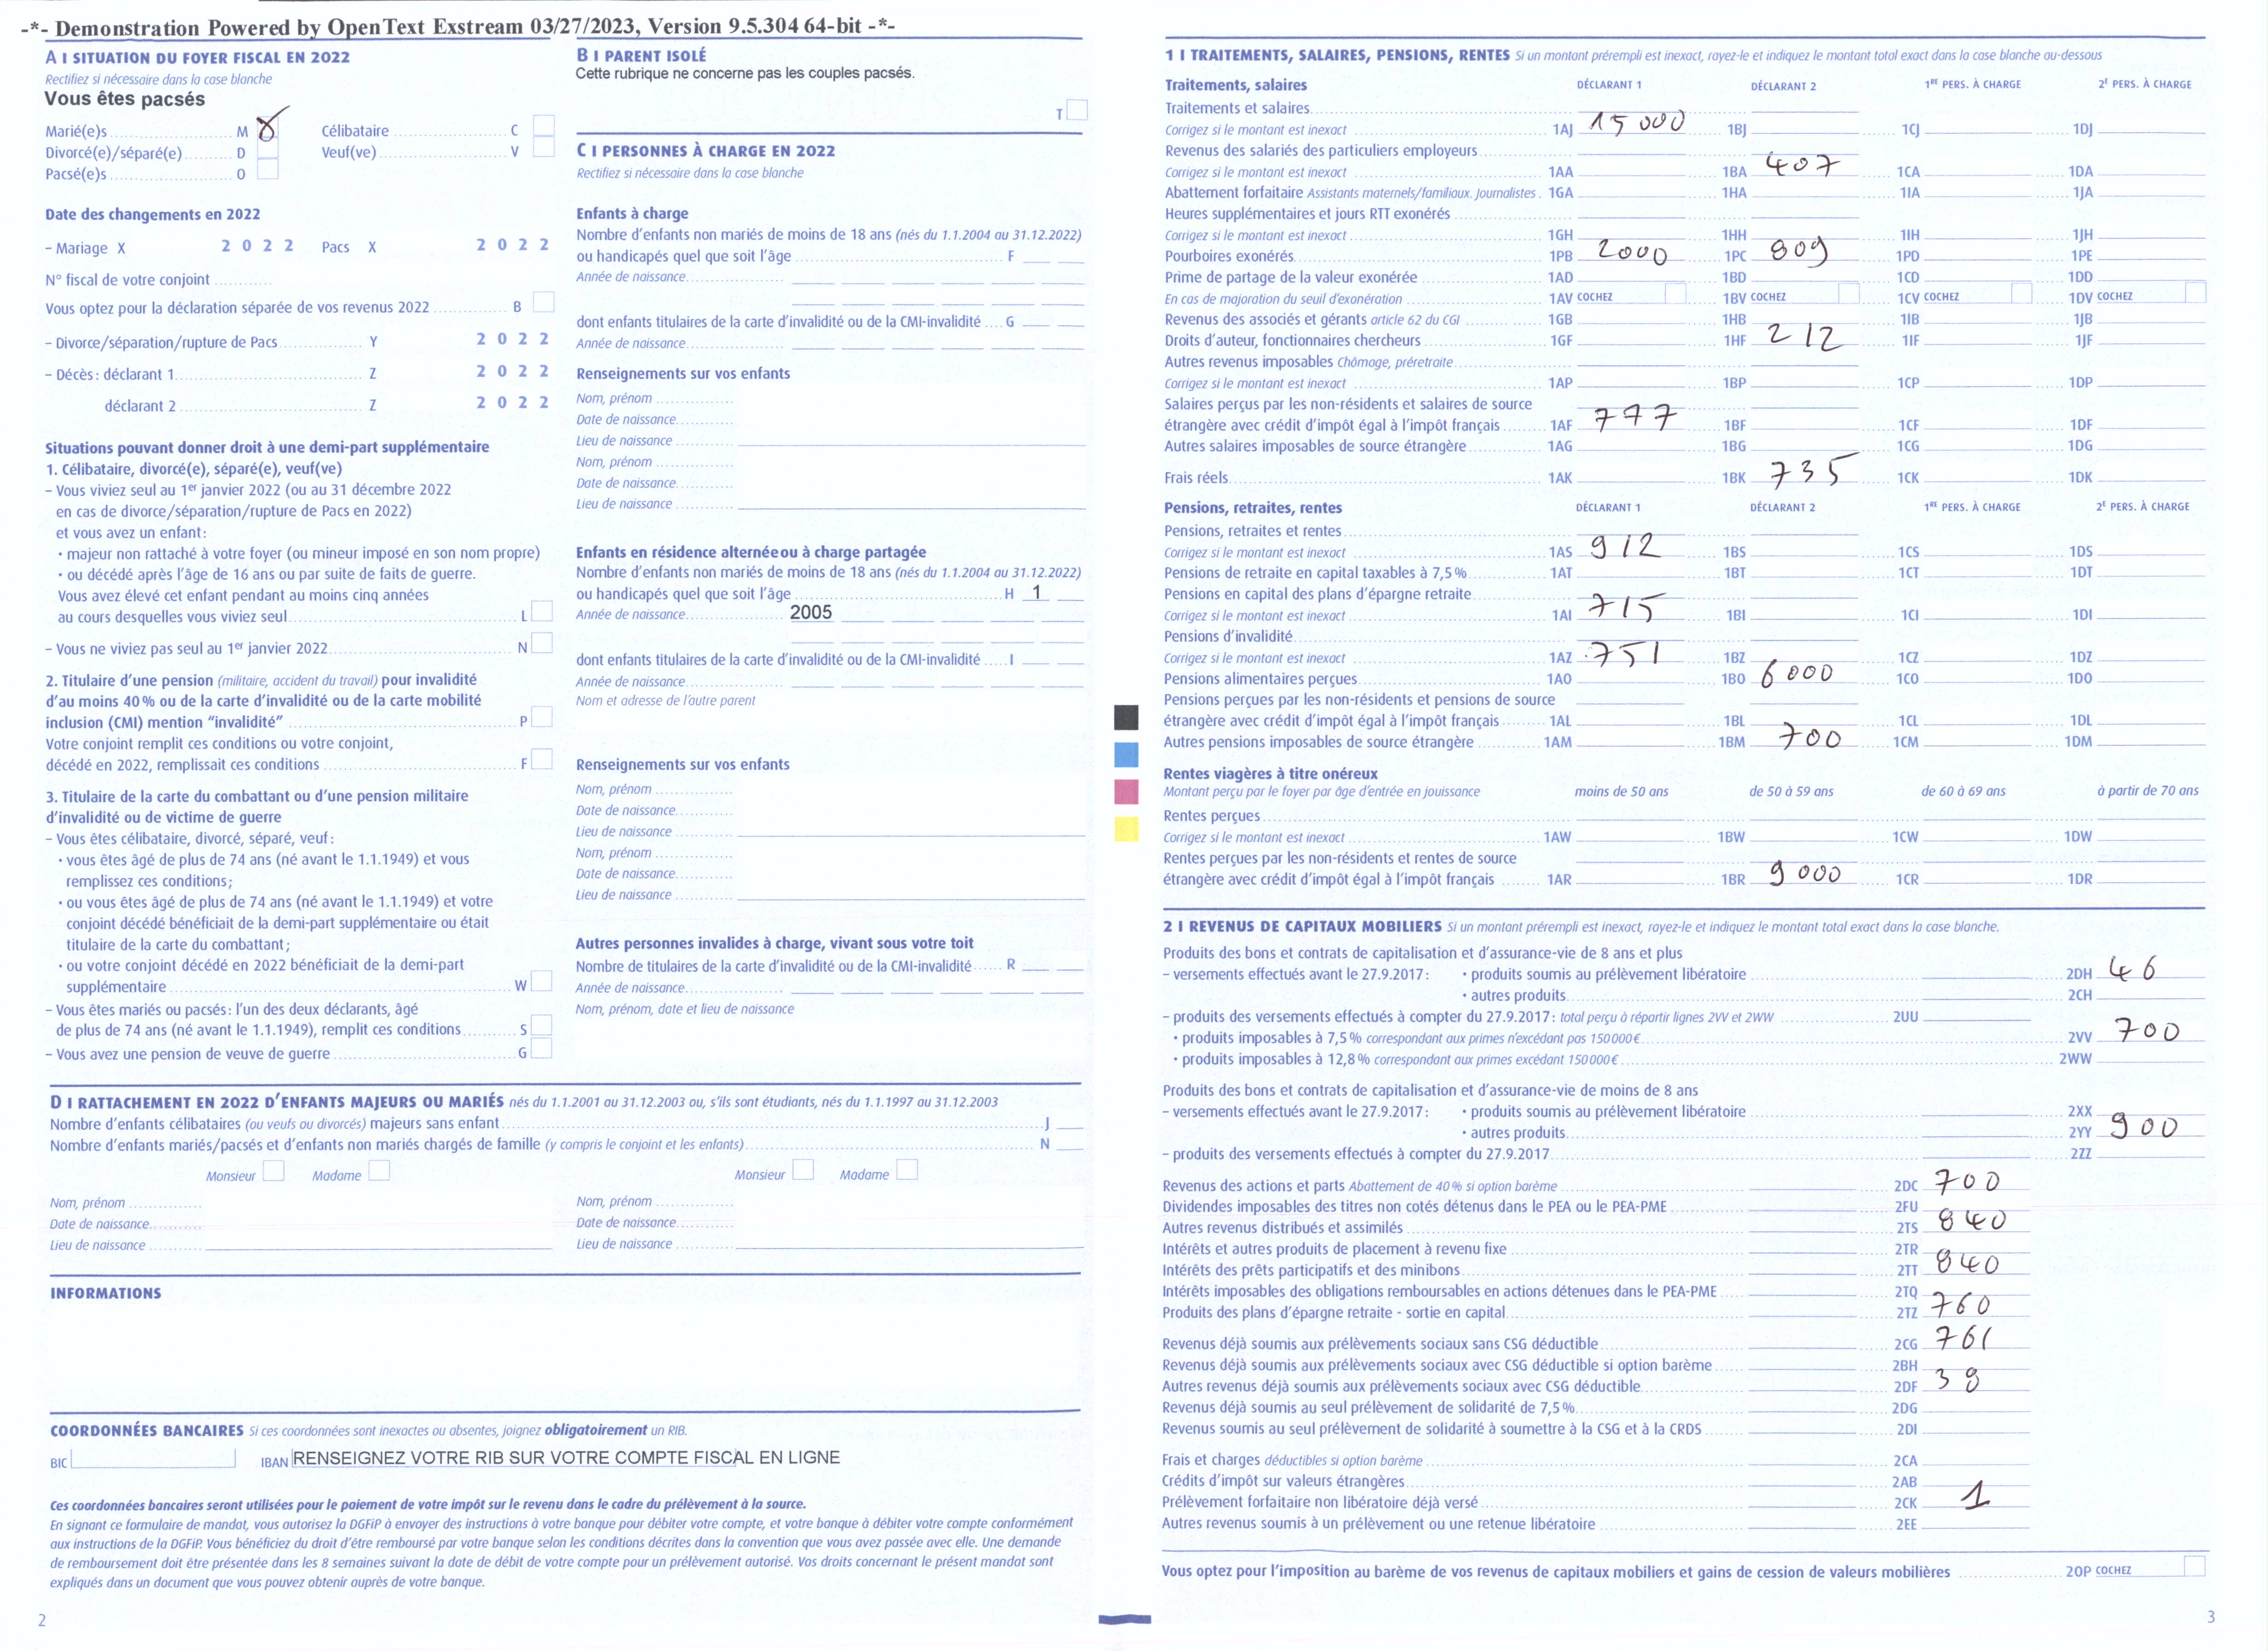 -*- Demonstration Powered by OpenText Exstream 03/27/2023, Version 9.5.304 64-bit -*-
A I SITUATION DU FOYER FISCAL EN 2022
Rectifiez si nécessaire dans la case blanche
Vous êtes pacsés
Marié(e)s M X Célibataire C
Divorcé(e)/séparé(e) D Veuf(ve) V
Pacsé(e)s O
Date des changements en 2022
– Mariage X 2 0 2 2 Pacs X 2 0 2 2
N° fiscal de votre conjoint
Vous optez pour la déclaration séparée de vos revenus 2022 B
– Divorce/séparation/rupture de Pacs Y 2 0 2 2
– Décès : déclarant 1 Z 2 0 2 2
déclarant 2 Z 2 0 2 2
Situations pouvant donner droit à une demi-part supplémentaire
1. Célibataire, divorcé(e), séparé(e), veuf(ve)
– Vous viviez seul au 1er janvier 2022 (ou au 31 décembre 2022
en cas de divorce/séparation/rupture de Pacs en 2022)
et vous avez un enfant :
• majeur non rattaché à votre foyer (ou mineur imposé en son nom propre)
• ou décédé après l'âge de 16 ans ou par suite de faits de guerre.
Vous avez élevé cet enfant pendant au moins cinq années
au cours desquelles vous viviez seul L
– Vous ne viviez pas seul au 1er janvier 2022 N
2. Titulaire d'une pension (militaire, accident du travail) pour invalidité
d'au moins 40 % ou de la carte d'invalidité ou de la carte mobilité
inclusion (CMI) mention “invalidité” P
Votre conjoint remplit ces conditions ou votre conjoint,
décédé en 2022, remplissait ces conditions F
3. Titulaire de la carte du combattant ou d'une pension militaire
d'invalidité ou de victime de guerre
– Vous êtes célibataire, divorcé, séparé, veuf :
• vous êtes âgé de plus de 74 ans (né avant le 1.1.1949) et vous
remplissez ces conditions ;
• ou vous êtes âgé de plus de 74 ans (né avant le 1.1.1949) et votre
conjoint décédé bénéficiait de la demi-part supplémentaire ou était
titulaire de la carte du combattant ;
• ou votre conjoint décédé en 2022 bénéficiait de la demi-part
supplémentaire W
– Vous êtes mariés ou pacsés : l'un des deux déclarants, âgé
de plus de 74 ans (né avant le 1.1.1949), remplit ces conditions S
– Vous avez une pension de veuve de guerre G
B I PARENT ISOLÉ
Cette rubrique ne concerne pas les couples pacsés.
T
C I PERSONNES À CHARGE EN 2022
Rectifiez si nécessaire dans la case blanche
Enfants à charge
Nombre d'enfants non mariés de moins de 18 ans (nés du 1.1.2004 au 31.12.2022)
ou handicapés quel que soit l'âge F
Année de naissance
dont enfants titulaires de la carte d'invalidité ou de la CMI-invalidité G
Année de naissance
Renseignements sur vos enfants
Nom, prénom
Date de naissance
Lieu de naissance
Nom, prénom
Date de naissance
Lieu de naissance
Enfants en résidence alternée ou à charge partagée
Nombre d'enfants non mariés de moins de 18 ans (nés du 1.1.2004 au 31.12.2022)
ou handicapés quel que soit l'âge H 1
Année de naissance 2005
dont enfants titulaires de la carte d'invalidité ou de la CMI-invalidité I
Année de naissance
Nom et adresse de l'autre parent
Renseignements sur vos enfants
Nom, prénom
Date de naissance
Lieu de naissance
Nom, prénom
Date de naissance
Lieu de naissance
Autres personnes invalides à charge, vivant sous votre toit
Nombre de titulaires de la carte d'invalidité ou de la CMI-invalidité R
Année de naissance
Nom, prénom, date et lieu de naissance
D I RATTACHEMENT EN 2022 D'ENFANTS MAJEURS OU MARIÉS nés du 1.1.2001 au 31.12.2003 ou, s'ils sont étudiants, nés du 1.1.1997 au 31.12.2003
Nombre d'enfants célibataires (ou veufs ou divorcés) majeurs sans enfant J
Nombre d'enfants mariés/pacsés et d'enfants non mariés chargés de famille (y compris le conjoint et les enfants) N
Monsieur Madame Monsieur Madame
Nom, prénom Nom, prénom
Date de naissance Date de naissance
Lieu de naissance Lieu de naissance
INFORMATIONS
COORDONNÉES BANCAIRES Si ces coordonnées sont inexactes ou absentes, joignez obligatoirement un RIB.
BIC IBAN RENSEIGNEZ VOTRE RIB SUR VOTRE COMPTE FISCAL EN LIGNE
Ces coordonnées bancaires seront utilisées pour le paiement de votre impôt sur le revenu dans le cadre du prélèvement à la source.
En signant ce formulaire de mandat, vous autorisez la DGFiP à envoyer des instructions à votre banque pour débiter votre compte, et votre banque à débiter votre compte conformément
aux instructions de la DGFiP. Vous bénéficiez du droit d'être remboursé par votre banque selon les conditions décrites dans la convention que vous avez passée avec elle. Une demande
de remboursement doit être présentée dans les 8 semaines suivant la date de débit de votre compte pour un prélèvement autorisé. Vos droits concernant le présent mandat sont
expliqués dans un document que vous pouvez obtenir auprès de votre banque.
2
1 I TRAITEMENTS, SALAIRES, PENSIONS, RENTES Si un montant prérempli est inexact, rayez-le et indiquez le montant total exact dans la case blanche au-dessous
Traitements, salaires DÉCLARANT 1 DÉCLARANT 2 1RE PERS. À CHARGE 2E PERS. À CHARGE
Traitements et salaires
Corrigez si le montant est inexact 1AJ 15 000 1BJ 1CJ 1DJ
Revenus des salariés des particuliers employeurs
Corrigez si le montant est inexact 1AA 1BA 407 1CA 1DA
Abattement forfaitaire Assistants maternels/familiaux. Journalistes 1GA 1HA 1IA 1JA
Heures supplémentaires et jours RTT exonérés
Corrigez si le montant est inexact 1GH 1HH 1IH 1JH
Pourboires exonérés 1PB 2000 1PC 809 1PD 1PE
Prime de partage de la valeur exonérée 1AD 1BD 1CD 1DD
En cas de majoration du seuil d'exonération 1AV COCHEZ 1BV COCHEZ 1CV COCHEZ 1DV COCHEZ
Revenus des associés et gérants article 62 du CGI 1GB 1HB 1IB 1JB
Droits d'auteur, fonctionnaires chercheurs 1GF 1HF 212 1IF 1JF
Autres revenus imposables Chômage, préretraite
Corrigez si le montant est inexact 1AP 1BP 1CP 1DP
Salaires perçus par les non-résidents et salaires de source
étrangère avec crédit d'impôt égal à l'impôt français 1AF 777 1BF 1CF 1DF
Autres salaires imposables de source étrangère 1AG 1BG 1CG 1DG
Frais réels 1AK 1BK 735 1CK 1DK
Pensions, retraites, rentes DÉCLARANT 1 DÉCLARANT 2 1RE PERS. À CHARGE 2E PERS. À CHARGE
Pensions, retraites et rentes
Corrigez si le montant est inexact 1AS 912 1BS 1CS 1DS
Pensions de retraite en capital taxables à 7,5 % 1AT 1BT 1CT 1DT
Pensions en capital des plans d'épargne retraite
Corrigez si le montant est inexact 1AI 715 1BI 1CI 1DI
Pensions d'invalidité
Corrigez si le montant est inexact 1AZ 751 1BZ 1CZ 1DZ
Pensions alimentaires perçues 1AO 1BO 6000 1CO 1DO
Pensions perçues par les non-résidents et pensions de source
étrangère avec crédit d'impôt égal à l'impôt français 1AL 1BL 1CL 1DL
Autres pensions imposables de source étrangère 1AM 1BM 700 1CM 1DM
Rentes viagères à titre onéreux
Montant perçu par le foyer par âge d'entrée en jouissance moins de 50 ans de 50 à 59 ans de 60 à 69 ans à partir de 70 ans
Rentes perçues
Corrigez si le montant est inexact 1AW 1BW 1CW 1DW
Rentes perçues par les non-résidents et rentes de source
étrangère avec crédit d'impôt égal à l'impôt français 1AR 1BR 9 000 1CR 1DR
2 I REVENUS DE CAPITAUX MOBILIERS Si un montant prérempli est inexact, rayez-le et indiquez le montant total exact dans la case blanche.
Produits des bons et contrats de capitalisation et d'assurance-vie de 8 ans et plus
– versements effectués avant le 27.9.2017 : • produits soumis au prélèvement libératoire 2DH 46
• autres produits 2CH
– produits des versements effectués à compter du 27.9.2017 : total perçu à répartir lignes 2VV et 2WW 2UU
• produits imposables à 7,5 % correspondant aux primes n'excédant pas 150 000 € 2VV 700
• produits imposables à 12,8 % correspondant aux primes excédant 150 000 € 2WW
Produits des bons et contrats de capitalisation et d'assurance-vie de moins de 8 ans
– versements effectués avant le 27.9.2017 : • produits soumis au prélèvement libératoire 2XX
• autres produits 2YY 900
– produits des versements effectués à compter du 27.9.2017 2ZZ
Revenus des actions et parts Abattement de 40 % si option barème 2DC 700
Dividendes imposables des titres non cotés détenus dans le PEA ou le PEA-PME 2FU
Autres revenus distribués et assimilés 2TS 840
Intérêts et autres produits de placement à revenu fixe 2TR
Intérêts des prêts participatifs et des minibons 2TT 840
Intérêts imposables des obligations remboursables en actions détenues dans le PEA-PME 2TQ
Produits des plans d'épargne retraite - sortie en capital 2TZ 760
Revenus déjà soumis aux prélèvements sociaux sans CSG déductible 2CG 761
Revenus déjà soumis aux prélèvements sociaux avec CSG déductible si option barème 2BH
Autres revenus déjà soumis aux prélèvements sociaux avec CSG déductible 2DF 38
Revenus déjà soumis au seul prélèvement de solidarité de 7,5 % 2DG
Revenus soumis au seul prélèvement de solidarité à soumettre à la CSG et à la CRDS 2DI
Frais et charges déductibles si option barème 2CA
Crédits d'impôt sur valeurs étrangères 2AB
Prélèvement forfaitaire non libératoire déjà versé 2CK 1
Autres revenus soumis à un prélèvement ou une retenue libératoire 2EE
Vous optez pour l'imposition au barème de vos revenus de capitaux mobiliers et gains de cession de valeurs mobilières 2OP COCHEZ
3